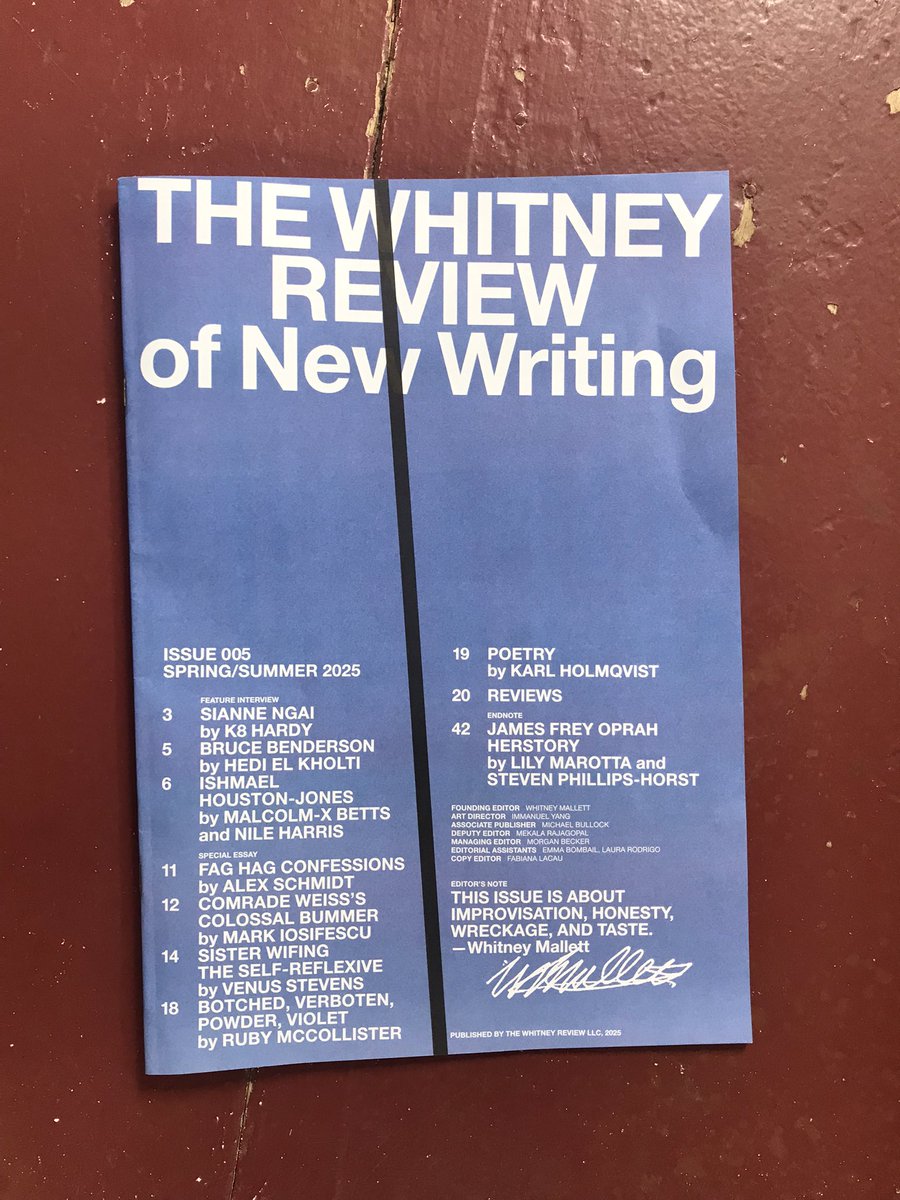 THE WHITNEY
REVIEW
of New Writing
ISSUE 005
SPRING/SUMMER 2025
FEATURE INTERVIEW
3 SIANNE NGAI
by K8 HARDY
5 BRUCE BENDERSON
by HEDI EL KHOLTI
6 ISHMAEL
HOUSTON-JONES
by MALCOLM-X BETTS
and NILE HARRIS
SPECIAL ESSAY
11 FAG HAG CONFESSIONS
by ALEX SCHMIDT
12 COMRADE WEISS'S
COLOSSAL BUMMER
by MARK IOSIFESCU
14 SISTER WIFING
THE SELF-REFLEXIVE
by VENUS STEVENS
18 BOTCHED, VERBOTEN,
POWDER, VIOLET
by RUBY MCCOLLISTER
19 POETRY
by KARL HOLMQVIST
20 REVIEWS
ENDNOTE
42 JAMES FREY OPRAH
HERSTORY
by LILY MAROTTA and
STEVEN PHILLIPS-HORST
FOUNDING EDITOR WHITNEY MALLETT
ART DIRECTOR IMMANUEL YANG
ASSOCIATE PUBLISHER MICHAEL BULLOCK
DEPUTY EDITOR MEKALA RAJAGOPAL
MANAGING EDITOR MORGAN BECKER
EDITORIAL ASSISTANTS EMMA BOMBAIL, LAURA RODRIGO
COPY EDITOR FABIANA LACAU
EDITOR'S NOTE
THIS ISSUE IS ABOUT
IMPROVISATION, HONESTY,
WRECKAGE, AND TASTE.
—Whitney Mallett
PUBLISHED BY THE WHITNEY REVIEW LLC, 2025